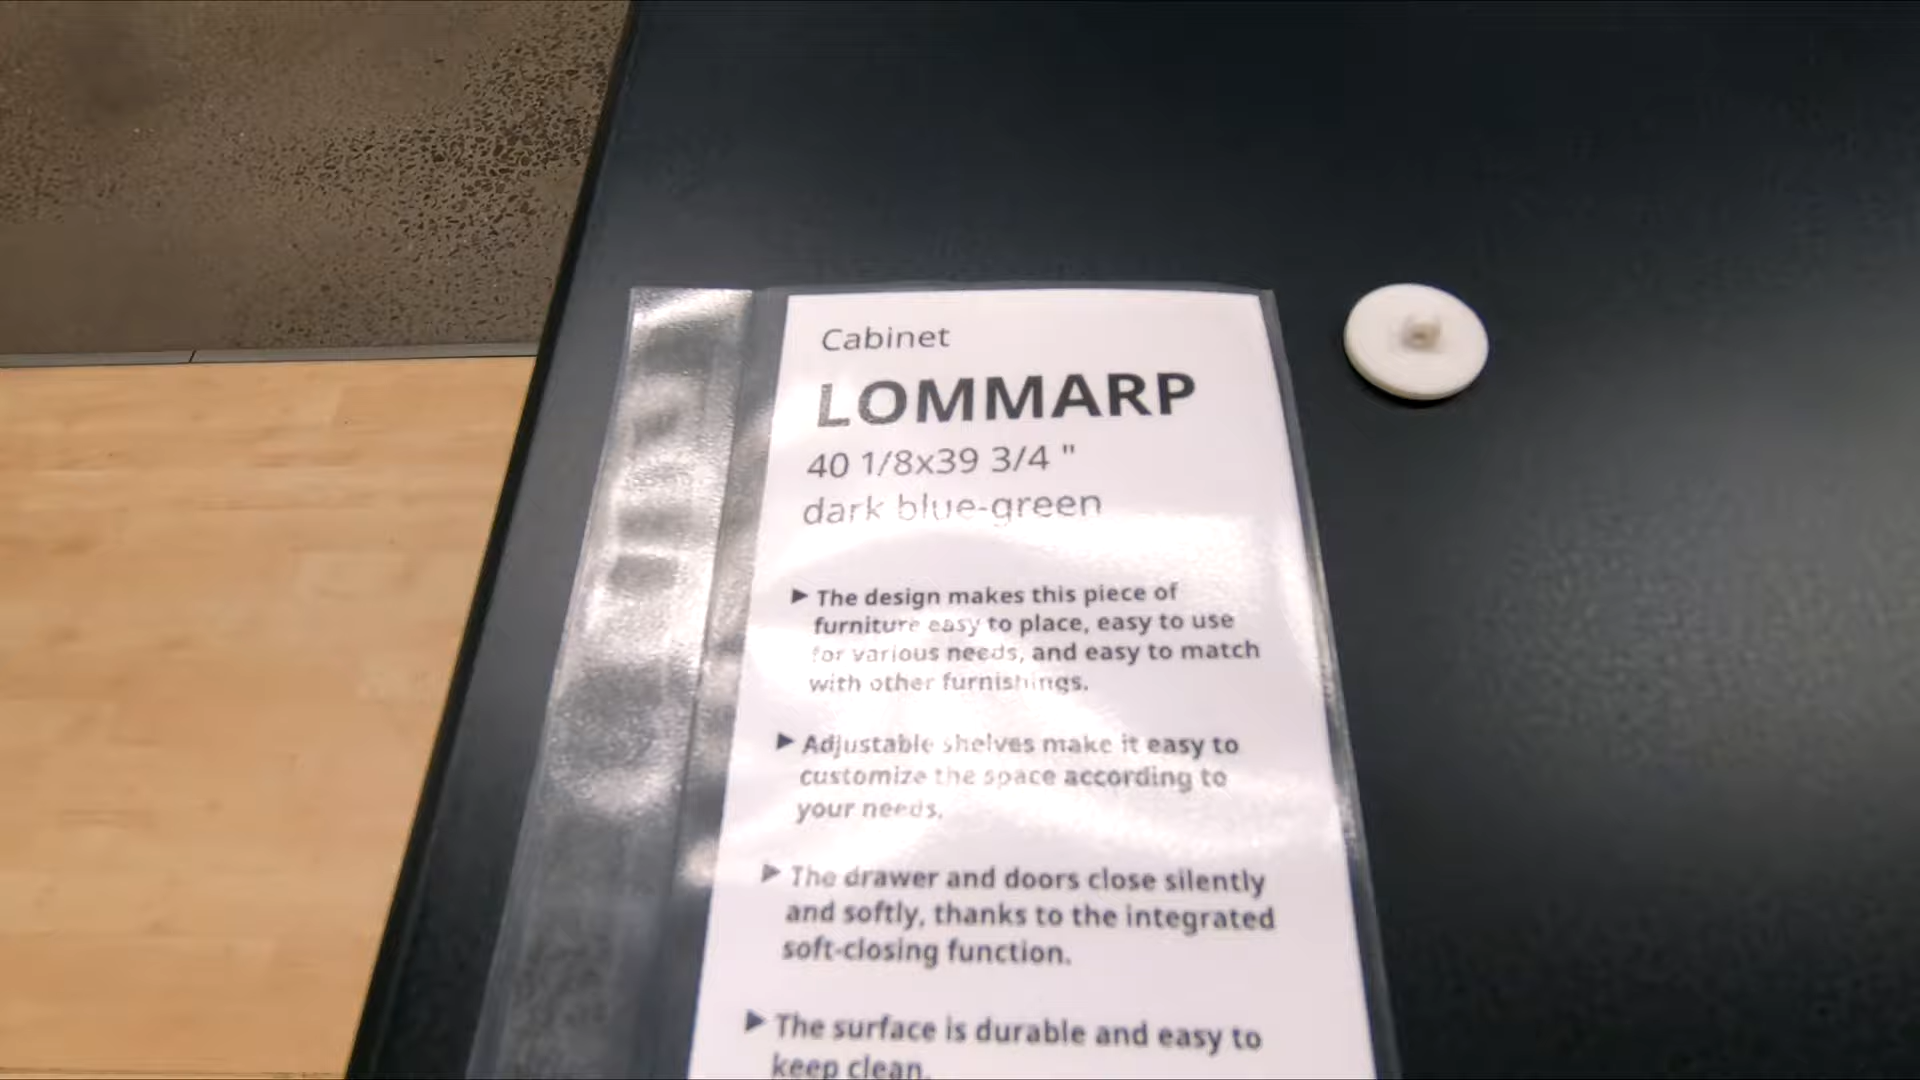 Cabinet
LOMMARP
40 1/8x39 3/4 "
dark blue-green
▶ The design makes this piece of
furniture easy to place, easy to use
for various needs, and easy to match
with other furnishings.
▶ Adjustable shelves make it easy to
customize the space according to
your needs.
▶ The drawer and doors close silently
and softly, thanks to the integrated
soft-closing function.
▶ The surface is durable and easy to
keep clean.